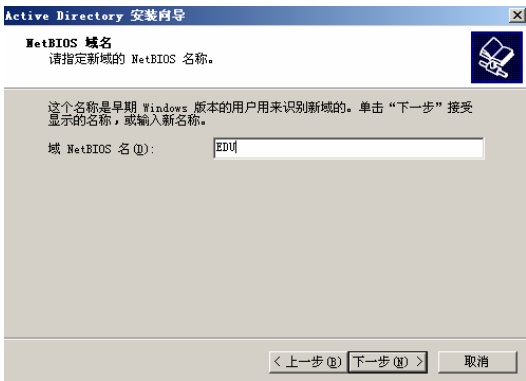 Active Directory 安装向导
NetBIOS 域名
请指定新域的 NetBIOS 名称。
这个名称是早期 Windows 版本的用户用来识别新域的。单击“下一步”接受
显示的名称，或输入新名称。
域 NetBIOS 名(D): EDU
< 上一步(B) 下一步(N) > 取消